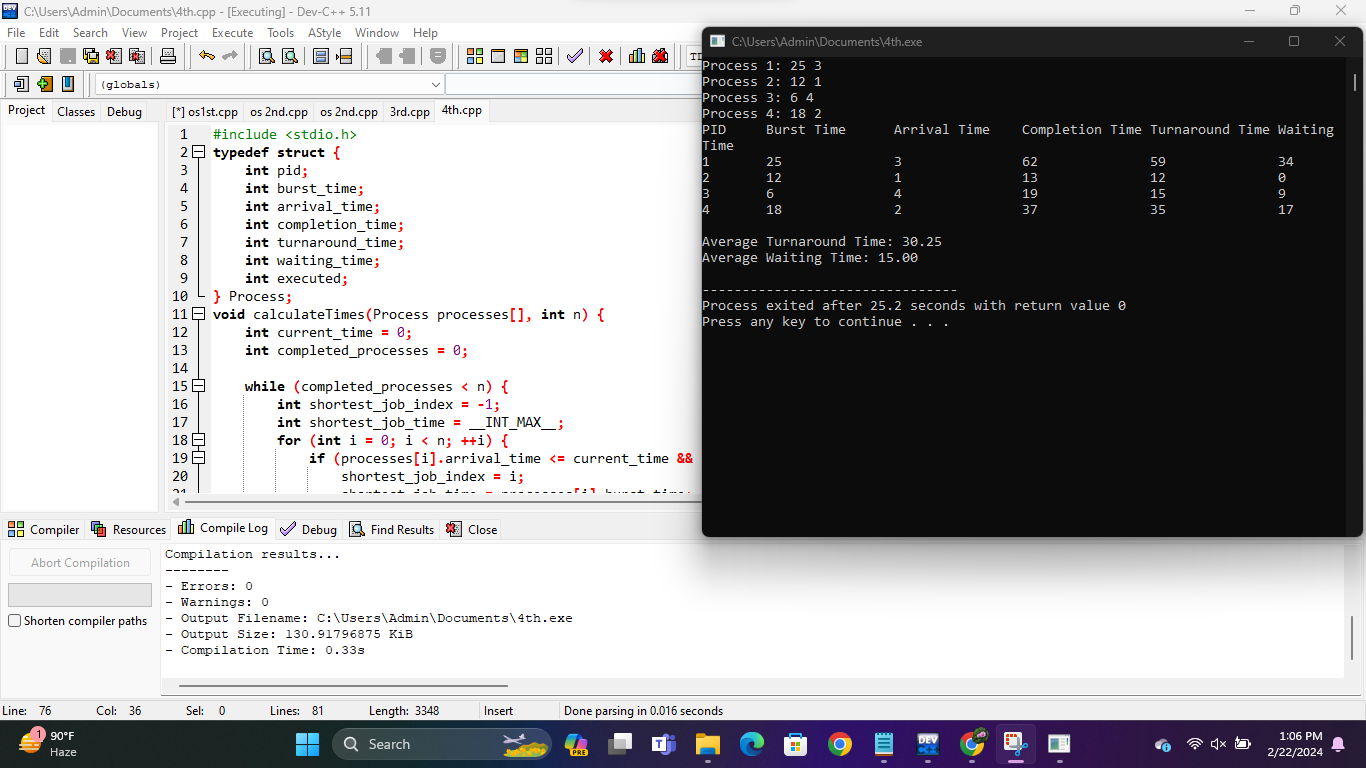 C:\Users\Admin\Documents\4th.cpp - [Executing] - Dev-C++ 5.11
File Edit Search View Project Execute Tools AStyle Window Help
(globals)
Project Classes Debug
[*] os1st.cpp os 2nd.cpp os 2nd.cpp 3rd.cpp 4th.cpp
1 #include <stdio.h>
2 typedef struct {
3 int pid;
4 int burst_time;
5 int arrival_time;
6 int completion_time;
7 int turnaround_time;
8 int waiting_time;
9 int executed;
10 } Process;
11 void calculateTimes(Process processes[], int n) {
12 int current_time = 0;
13 int completed_processes = 0;
14
15 while (completed_processes < n) {
16 int shortest_job_index = -1;
17 int shortest_job_time = __INT_MAX__;
18 for (int i = 0; i < n; ++i) {
19 if (processes[i].arrival_time <= current_time &&
20 shortest_job_index = i;
C:\Users\Admin\Documents\4th.exe
Process 1: 25 3
Process 2: 12 1
Process 3: 6 4
Process 4: 18 2
PID Burst Time Arrival Time Completion Time Turnaround Time Waiting
Time
1 25 3 62 59 34
2 12 1 13 12 0
3 6 4 19 15 9
4 18 2 37 35 17
Average Turnaround Time: 30.25
Average Waiting Time: 15.00
--------------------------------
Process exited after 25.2 seconds with return value 0
Press any key to continue . . .
Compiler Resources Compile Log Debug Find Results Close
Abort Compilation
Shorten compiler paths
Compilation results...
--------
- Errors: 0
- Warnings: 0
- Output Filename: C:\Users\Admin\Documents\4th.exe
- Output Size: 130.91796875 KiB
- Compilation Time: 0.33s
Line: 76 Col: 36 Sel: 0 Lines: 81 Length: 3348 Insert Done parsing in 0.016 seconds
1
90°F
Haze
Search
PRE
DEV
1:06 PM
2/22/2024